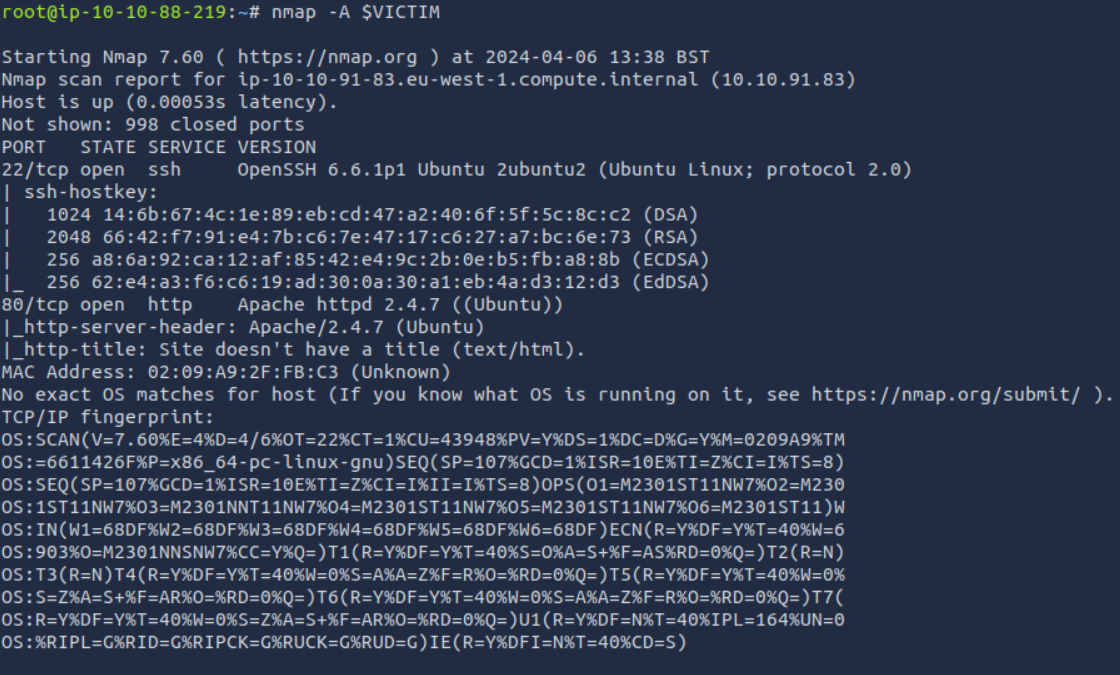 root@ip-10-10-88-219:~# nmap -A $VICTIM
Starting Nmap 7.60 ( https://nmap.org ) at 2024-04-06 13:38 BST
Nmap scan report for ip-10-10-91-83.eu-west-1.compute.internal (10.10.91.83)
Host is up (0.00053s latency).
Not shown: 998 closed ports
PORT   STATE SERVICE VERSION
22/tcp open  ssh     OpenSSH 6.6.1p1 Ubuntu 2ubuntu2 (Ubuntu Linux; protocol 2.0)
| ssh-hostkey:
|   1024 14:6b:67:4c:1e:89:eb:cd:47:a2:40:6f:5f:5c:8c:c2 (DSA)
|   2048 66:42:f7:91:e4:7b:c6:7e:47:17:c6:27:a7:bc:6e:73 (RSA)
|   256 a8:6a:92:ca:12:af:85:42:e4:9c:2b:0e:b5:fb:a8:8b (ECDSA)
|_  256 62:e4:a3:f6:c6:19:ad:30:0a:30:a1:eb:4a:d3:12:d3 (EdDSA)
80/tcp open  http    Apache httpd 2.4.7 ((Ubuntu))
|_http-server-header: Apache/2.4.7 (Ubuntu)
|_http-title: Site doesn't have a title (text/html).
MAC Address: 02:09:A9:2F:FB:C3 (Unknown)
No exact OS matches for host (If you know what OS is running on it, see https://nmap.org/submit/ ).
TCP/IP fingerprint:
OS:SCAN(V=7.60%E=4%D=4/6%OT=22%CT=1%CU=43948%PV=Y%DS=1%DC=D%G=Y%M=0209A9%TM
OS:=6611426F%P=x86_64-pc-linux-gnu)SEQ(SP=107%GCD=1%ISR=10E%TI=Z%CI=I%TS=8)
OS:SEQ(SP=107%GCD=1%ISR=10E%TI=Z%CI=I%II=I%TS=8)OPS(O1=M2301ST11NW7%O2=M230
OS:1ST11NW7%O3=M2301NNT11NW7%O4=M2301ST11NW7%O5=M2301ST11NW7%O6=M2301ST11)W
OS:IN(W1=68DF%W2=68DF%W3=68DF%W4=68DF%W5=68DF%W6=68DF)ECN(R=Y%DF=Y%T=40%W=6
OS:903%O=M2301NNSNW7%CC=Y%Q=)T1(R=Y%DF=Y%T=40%S=O%A=S+%F=AS%RD=0%Q=)T2(R=N)
OS:T3(R=N)T4(R=Y%DF=Y%T=40%W=0%S=A%A=Z%F=R%O=%RD=0%Q=)T5(R=Y%DF=Y%T=40%W=0%
OS:S=Z%A=S+%F=AR%O=%RD=0%Q=)T6(R=Y%DF=Y%T=40%W=0%S=A%A=Z%F=R%O=%RD=0%Q=)T7(
OS:R=Y%DF=Y%T=40%W=0%S=Z%A=S+%F=AR%O=%RD=0%Q=)U1(R=Y%DF=N%T=40%IPL=164%UN=0
OS:%RIPL=G%RID=G%RIPCK=G%RUCK=G%RUD=G)IE(R=Y%DFI=N%T=40%CD=S)